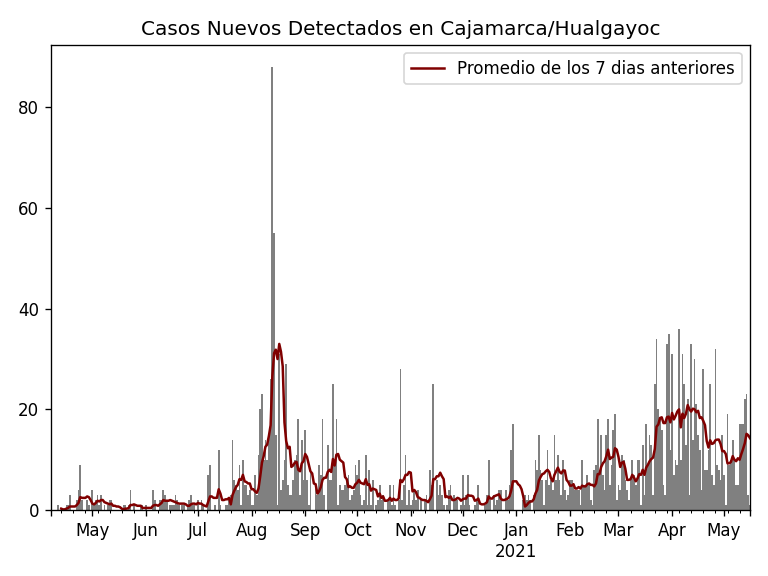 Casos Nuevos Detectados en Cajamarca/Hualgayoc
Promedio de los 7 dias anteriores
80
60
40
20
0
May Jun Jul Aug Sep Oct Nov Dec Jan Feb Mar Apr May
2021